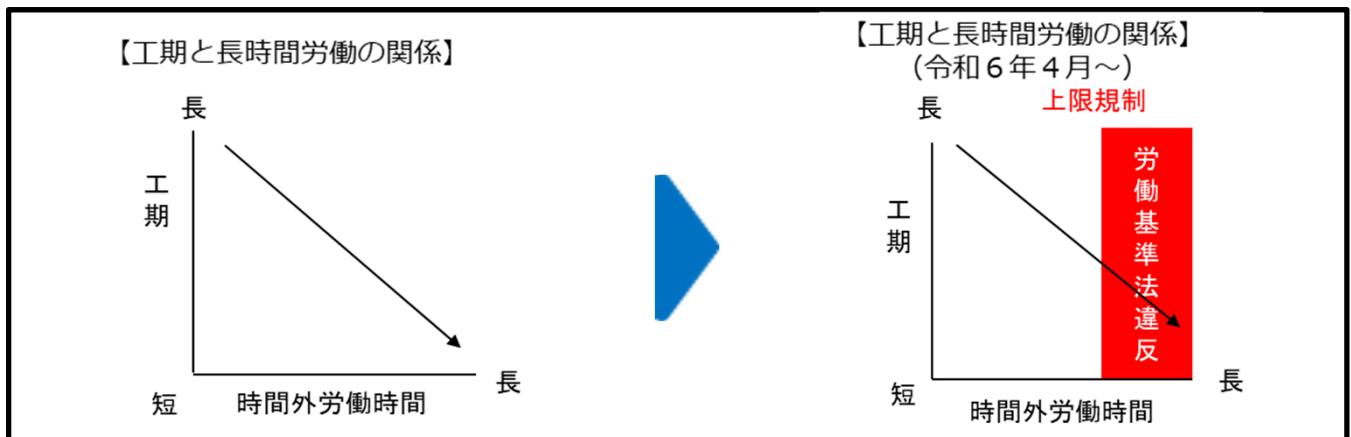 【工期と長時間労働の関係】
長
工期
短
時間外労働時間
長
【工期と長時間労働の関係】
(令和6年4月~)
上限規制
長
工期
労働基準法違反
短
時間外労働時間
長